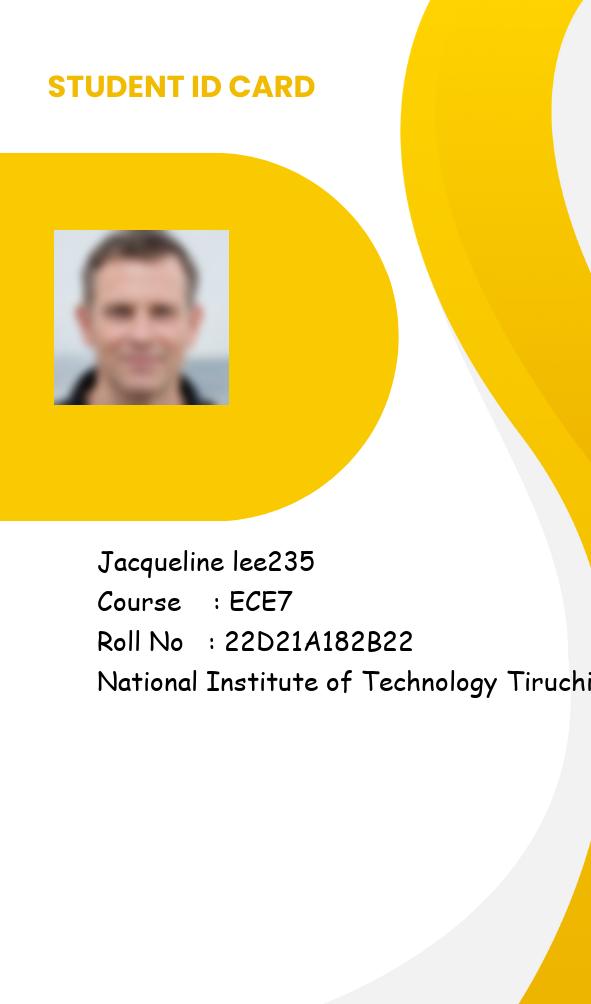 STUDENT ID CARD
Jacqueline lee235
Course : ECE7
Roll No : 22D21A182B22
National Institute of Technology Tiruchi